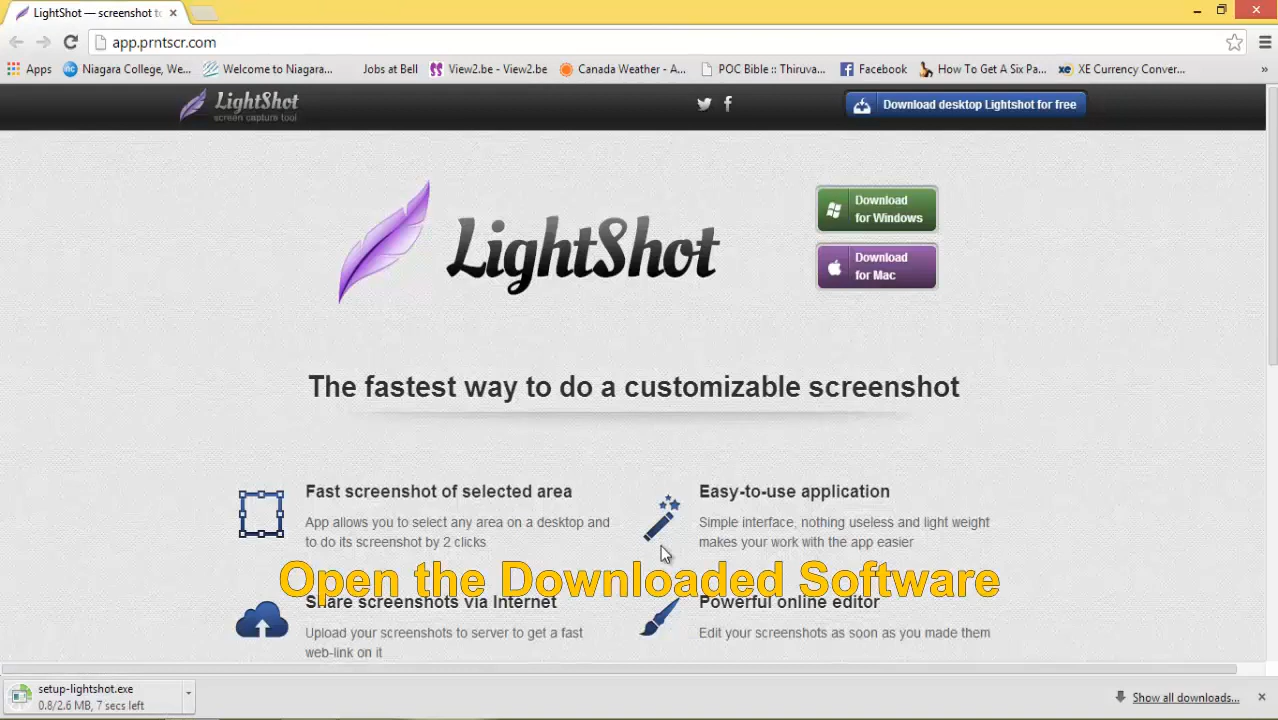 LightShot — screenshot to
app.prntscr.com
Apps
Niagara College, We...
Welcome to Niagara...
Jobs at Bell
View2.be - View2.be
Canada Weather - A...
POC Bible :: Thiruva...
Facebook
How To Get A Six Pa...
XE Currency Conver...
»
LightShot
screen capture tool
Download desktop Lightshot for free
LightShot
Download
for Windows
Download
for Mac
The fastest way to do a customizable screenshot
Fast screenshot of selected area
App allows you to select any area on a desktop and
to do its screenshot by 2 clicks
Easy-to-use application
Simple interface, nothing useless and light weight
makes your work with the app easier
Open the Downloaded Software
Share screenshots via Internet
Upload your screenshots to server to get a fast
web-link on it
Powerful online editor
Edit your screenshots as soon as you made them
setup-lightshot.exe
0.8/2.6 MB, 7 secs left
Show all downloads...